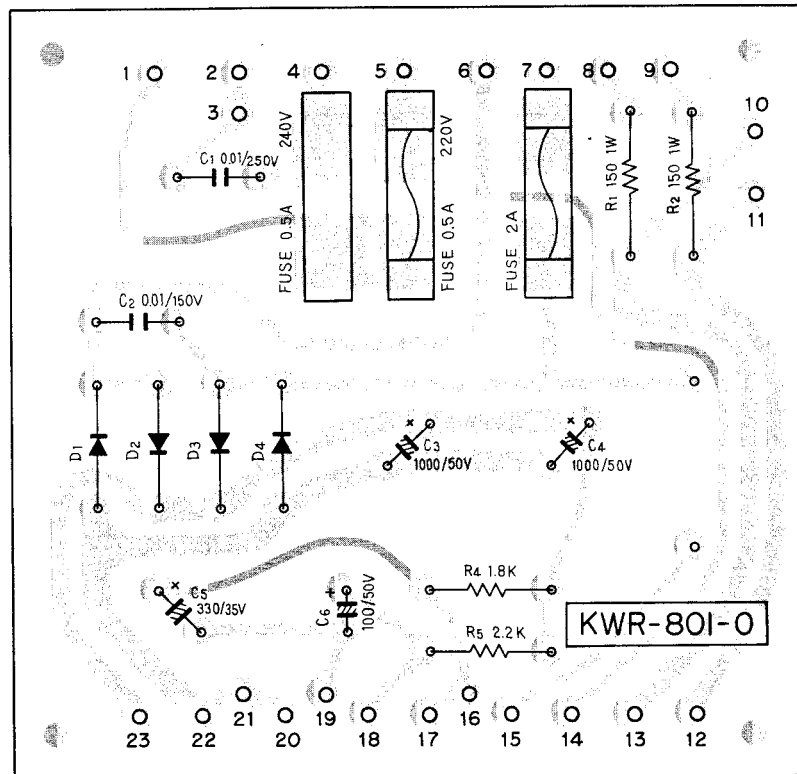 1 2 4 5 6 7 8 9
3
10
11
C1 0.01/250V
240V
FUSE 0.5A
220V
FUSE 0.5A
FUSE 2A
R1 150 1W
R2 150 1W
C2 0.01/150V
D1
D2
D3
D4
× C3
1000/50V
× C4
1000/50V
× C5
330/35V
+ C6
100/50V
R4 1.8K
R5 2.2K
KWR-801-0
21 19 16
23 22 20 18 17 15 14 13 12